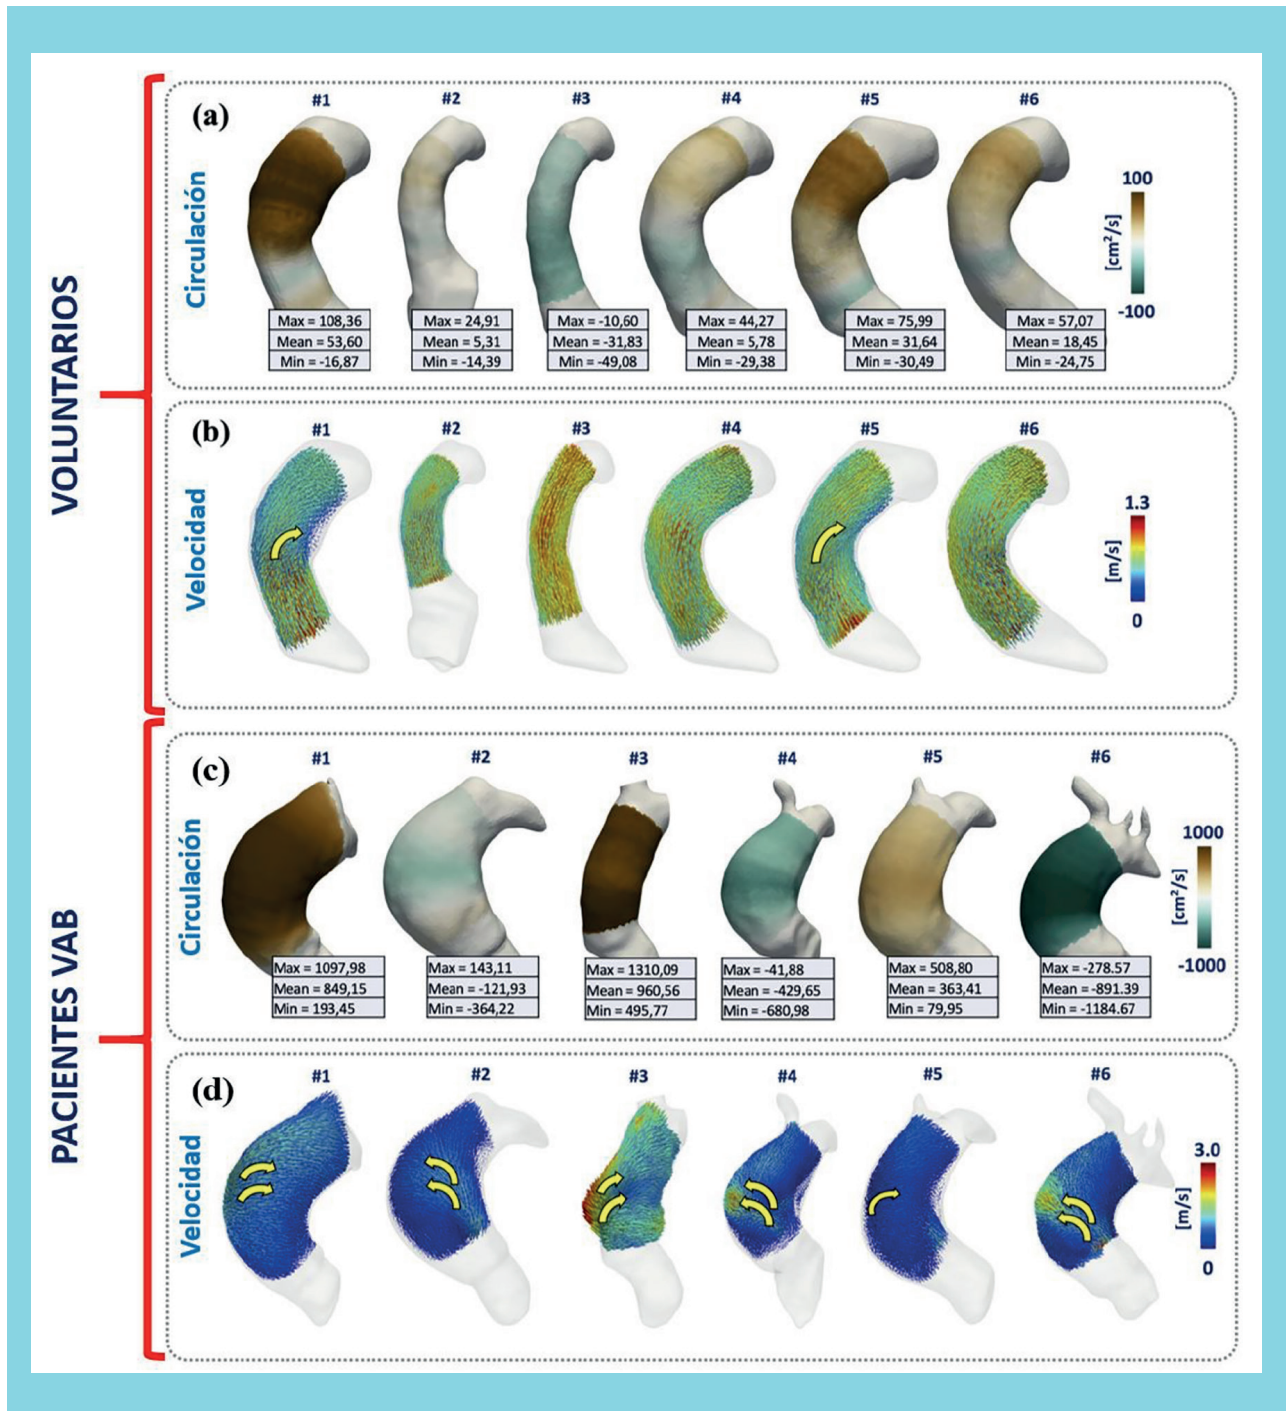 VOLUNTARIOS
(a)
Circulación
#1 #2 #3 #4 #5 #6
100
[cm²/s]
-100
Max = 108,36
Mean = 53,60
Min = -16,87
Max = 24,91
Mean = 5,31
Min = -14,39
Max = -10,60
Mean = -31,83
Min = -49,08
Max = 44,27
Mean = 5,78
Min = -29,38
Max = 75,99
Mean = 31,64
Min = -30,49
Max = 57,07
Mean = 18,45
Min = -24,75
(b)
Velocidad
#1 #2 #3 #4 #5 #6
1.3
[m/s]
0
PACIENTES VAB
(c)
Circulación
#1 #2 #3 #4 #5 #6
1000
[cm²/s]
-1000
Max = 1097,98
Mean = 849,15
Min = 193,45
Max = 143,11
Mean = -121,93
Min = -364,22
Max = 1310,09
Mean = 960,56
Min = 495,77
Max = -41,88
Mean = -429,65
Min = -680,98
Max = 508,80
Mean = 363,41
Min = 79,95
Max = -278.57
Mean = -891.39
Min = -1184.67
(d)
Velocidad
#1 #2 #3 #4 #5 #6
3.0
[m/s]
0